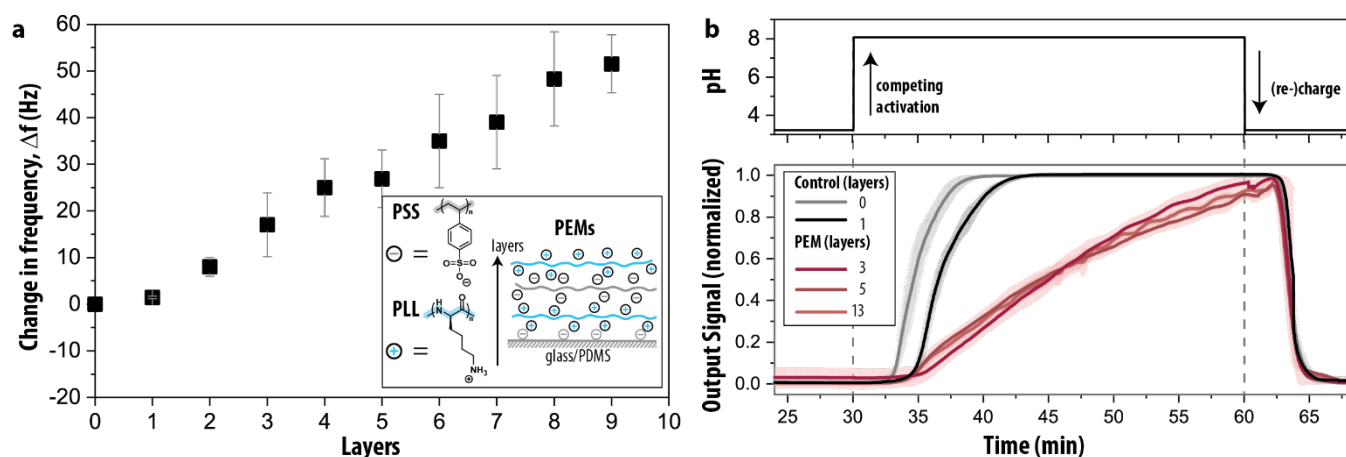 a
60
50
40
30
20
10
0
-10
20
Change in frequency, Δf (Hz)
0 1 2 3 4 5 6 7 8 9 10
Layers
PSS
n
O=S=O
O
⊖
⊖ =
PLL
H
N
O
n
NH3
⊕
⊕ =
layers
PEMs
glass/PDMS
b
8
6
4
pH
competing
activation
(re-)charge
1.0
0.8
0.6
0.4
0.2
0.0
Output Signal (normalized)
Control (layers)
0
1
PEM (layers)
3
5
13
25 30 35 40 45 50 55 60 65
Time (min)